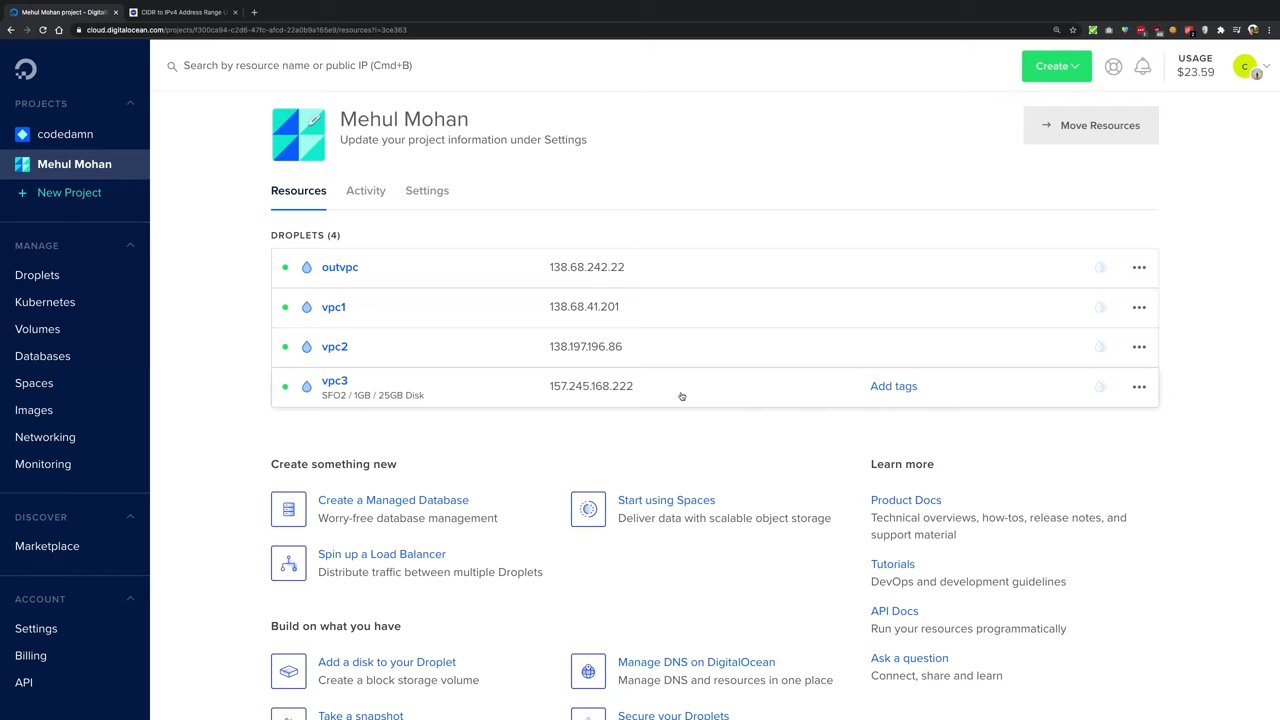 Mehul Mohan project - Digital
CIDR to IPv4 Address Range U
cloud.digitalocean.com/projects/f300ca94-c2d6-47fc-afcd-22a0b9a165e9/resources?i=3ce363
Search by resource name or public IP (Cmd+B)
Create
USAGE
$23.59
C
PROJECTS
codedamn
Mehul Mohan
New Project
MANAGE
Droplets
Kubernetes
Volumes
Databases
Spaces
Images
Networking
Monitoring
DISCOVER
Marketplace
ACCOUNT
Settings
Billing
API
Mehul Mohan
Update your project information under Settings
Move Resources
Resources
Activity
Settings
DROPLETS (4)
outvpc
138.68.242.22
vpc1
138.68.41.201
vpc2
138.197.196.86
vpc3
SFO2 / 1GB / 25GB Disk
157.245.168.222
Add tags
Create something new
Create a Managed Database
Worry-free database management
Start using Spaces
Deliver data with scalable object storage
Spin up a Load Balancer
Distribute traffic between multiple Droplets
Build on what you have
Add a disk to your Droplet
Create a block storage volume
Manage DNS on DigitalOcean
Manage DNS and resources in one place
Take a snapshot
Secure your Droplets
Learn more
Product Docs
Technical overviews, how-tos, release notes, and
support material
Tutorials
DevOps and development guidelines
API Docs
Run your resources programmatically
Ask a question
Connect, share and learn